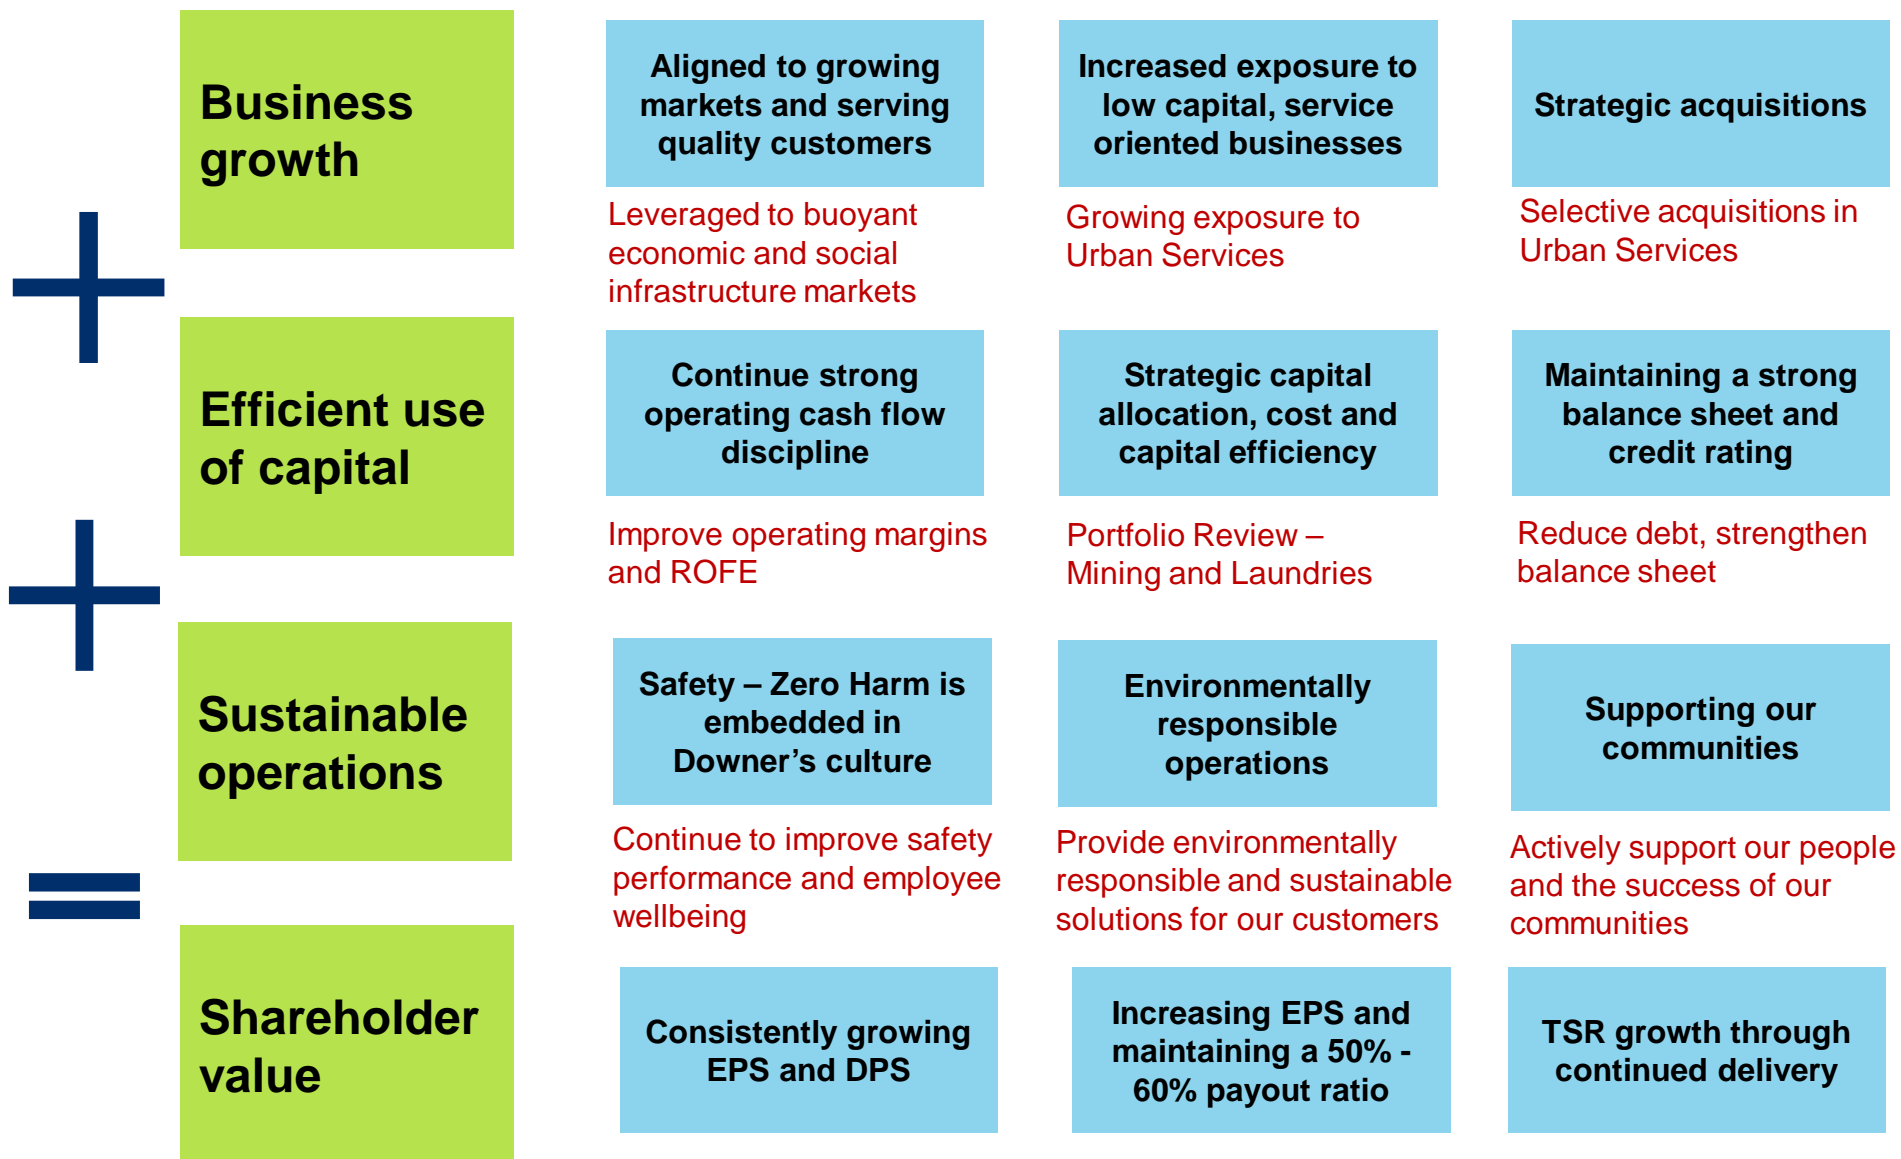 Business
growth
Aligned to growing
markets and serving
quality customers
Increased exposure to
low capital, service
oriented businesses
Strategic acquisitions
Leveraged to buoyant
economic and social
infrastructure markets
Growing exposure to
Urban Services
Selective acquisitions in
Urban Services
Efficient use
of capital
Continue strong
operating cash flow
discipline
Strategic capital
allocation, cost and
capital efficiency
Maintaining a strong
balance sheet and
credit rating
Improve operating margins
and ROFE
Portfolio Review –
Mining and Laundries
Reduce debt, strengthen
balance sheet
Sustainable
operations
Safety – Zero Harm is
embedded in
Downer’s culture
Environmentally
responsible
operations
Supporting our
communities
Continue to improve safety
performance and employee
wellbeing
Provide environmentally
responsible and sustainable
solutions for our customers
Actively support our people
and the success of our
communities
Shareholder
value
Consistently growing
EPS and DPS
Increasing EPS and
maintaining a 50% -
60% payout ratio
TSR growth through
continued delivery